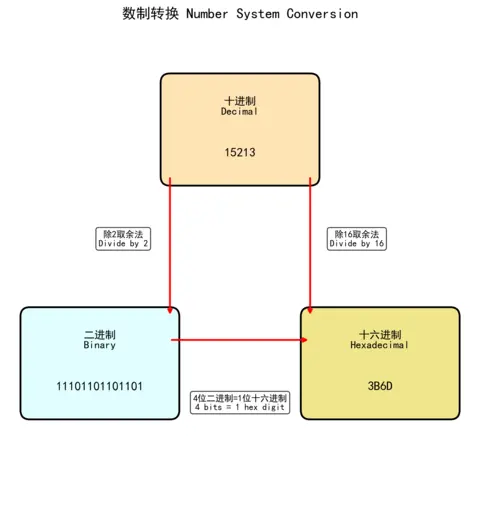 数制转换 Number System Conversion
十进制
Decimal
15213
除2取余法
Divide by 2
除16取余法
Divide by 16
二进制
Binary
11101101101101
十六进制
Hexadecimal
3B6D
4位二进制=1位十六进制
4 bits = 1 hex digit